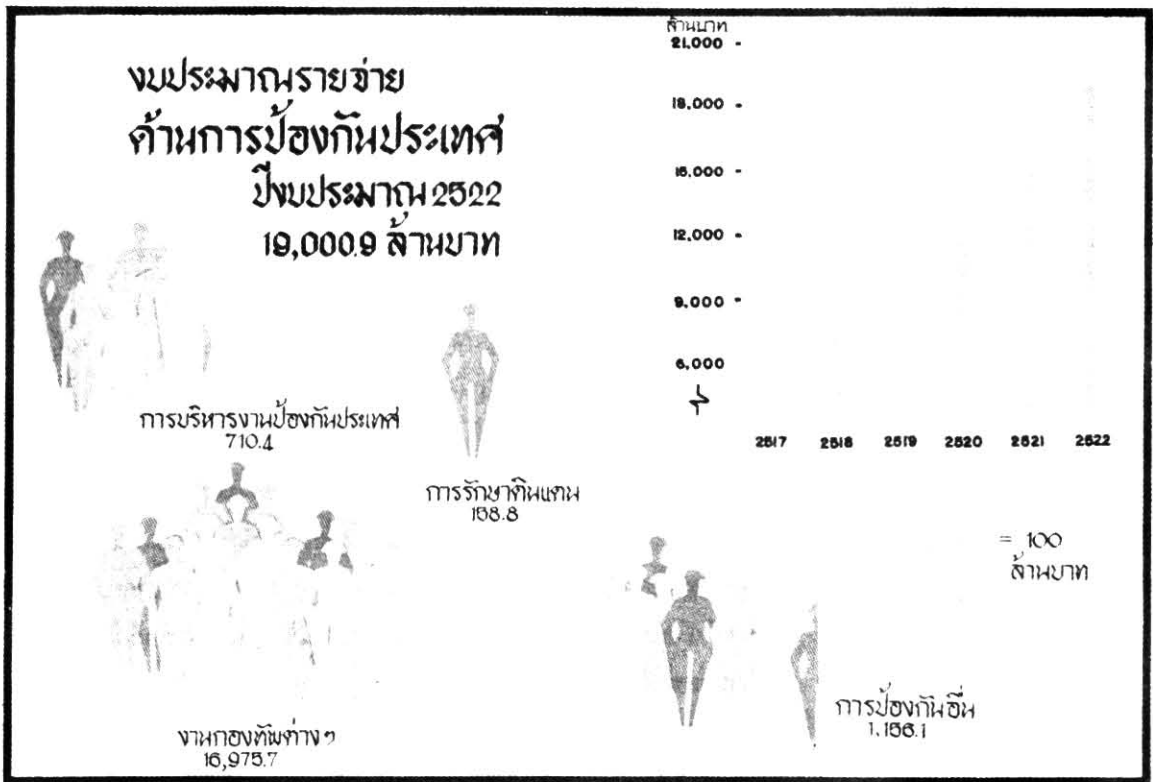 งบประมาณรายจ่าย
ด้านการป้องกันประเทศ
ปีงบประมาณ 2522
19,000.9 ล้านบาท
การบริหารงานป้องกันประเทศ
710.4
การรักษาดินแดน
158.8
งานกองทัพต่างๆ
16,975.7
การป้องกันอื่น
1,156.1
ล้านบาท
21,000 -
18,000 -
15,000 -
12,000 -
9,000 -
6,000
2517 2518 2519 2520 2521 2522
= 100
ล้านบาท